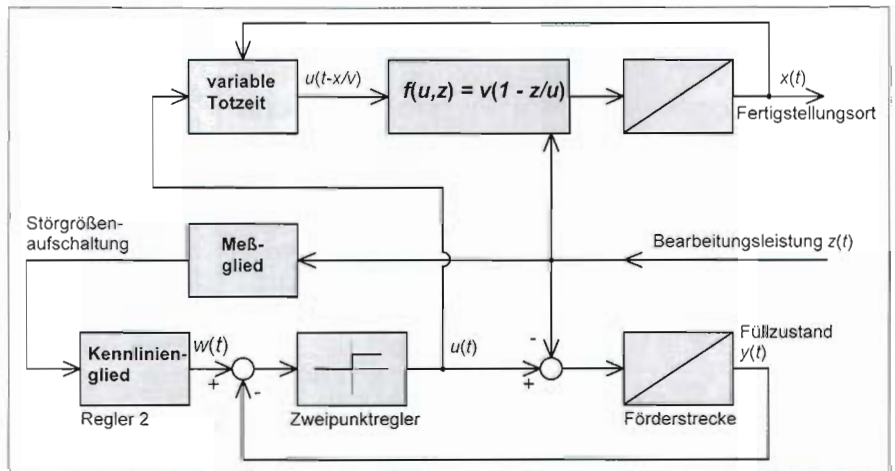 variable
Totzeit
u(t-x/v)
f(u,z) = v(1 - z/u)
x(t)
Fertigstellungsort
Störgrößen-
aufschaltung
Meß-
glied
Bearbeitungsleistung z(t)
Kennlinien-
glied
w(t)
+
-
u(t)
-
+
Füllzustand
y(t)
Regler 2
Zweipunktregler
Förderstrecke